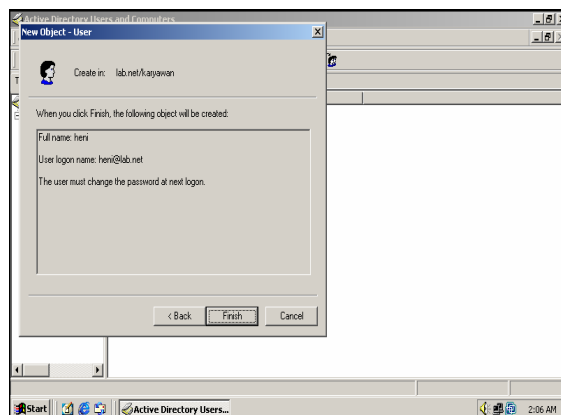 Active Directory Users and Computers
New Object - User
Create in: lab.net/karyawan
When you click Finish, the following object will be created:
Full name: heni
User logon name: heni@lab.net
The user must change the password at next logon.
< Back
Finish
Cancel
Start
Active Directory Users...
2:06 AM